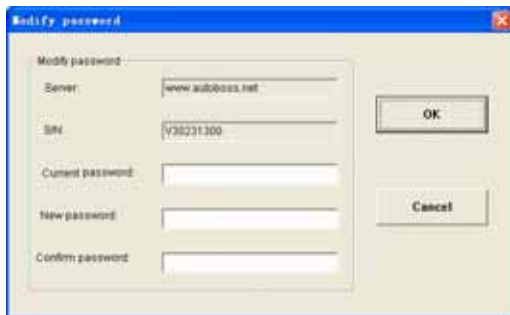 Modify password
Modify password
Server:
www.autoboss.net
S/N:
V30231300
Current password:
New password:
Confirm password:
OK
Cancel